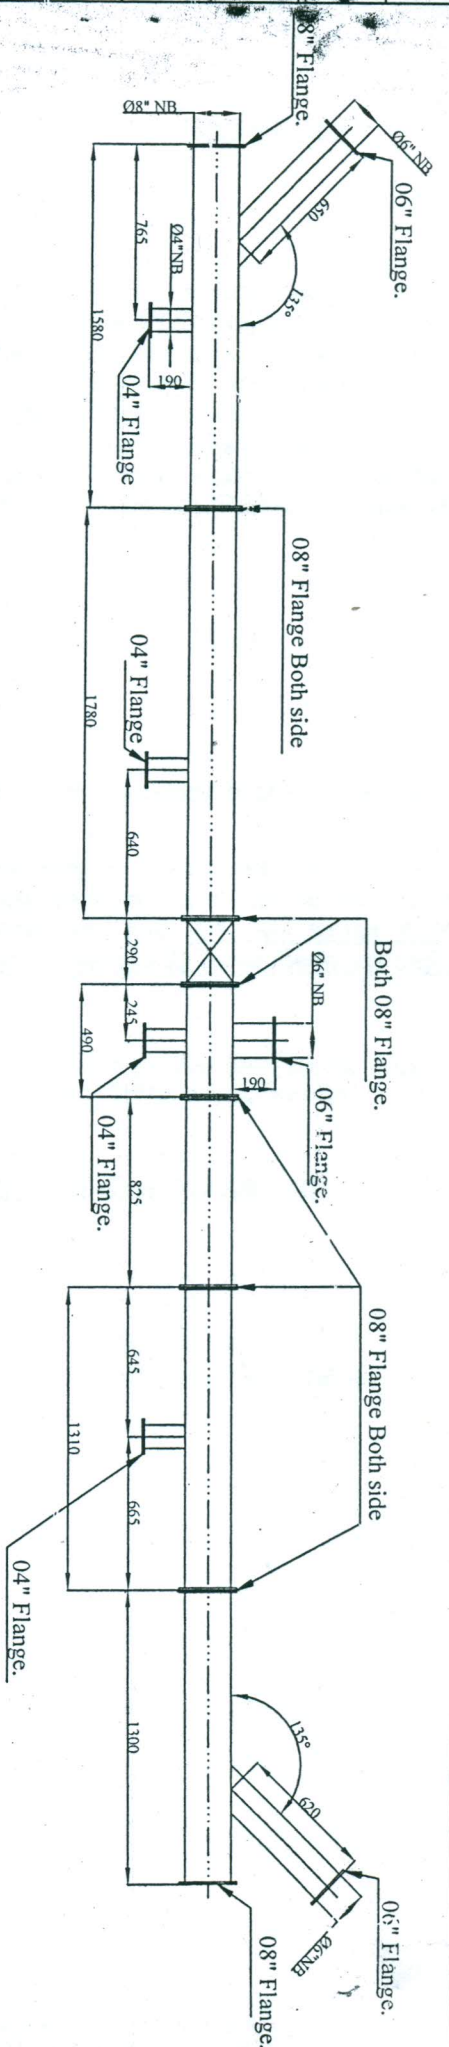 08" Flange.
Ø8" NB
Ø6" NB
06" Flange.
650
135°
765
Ø4"NB
1580
190
04" Flange
08" Flange Both side
04" Flange
1780
640
Both 08" Flange.
290
Ø6" NB
245
490
190
06" Flange.
04" Flange.
825
08" Flange Both side
645
1310
665
04" Flange.
1300
135°
620
06" Flange.
Ø6"NB
08" Flange.